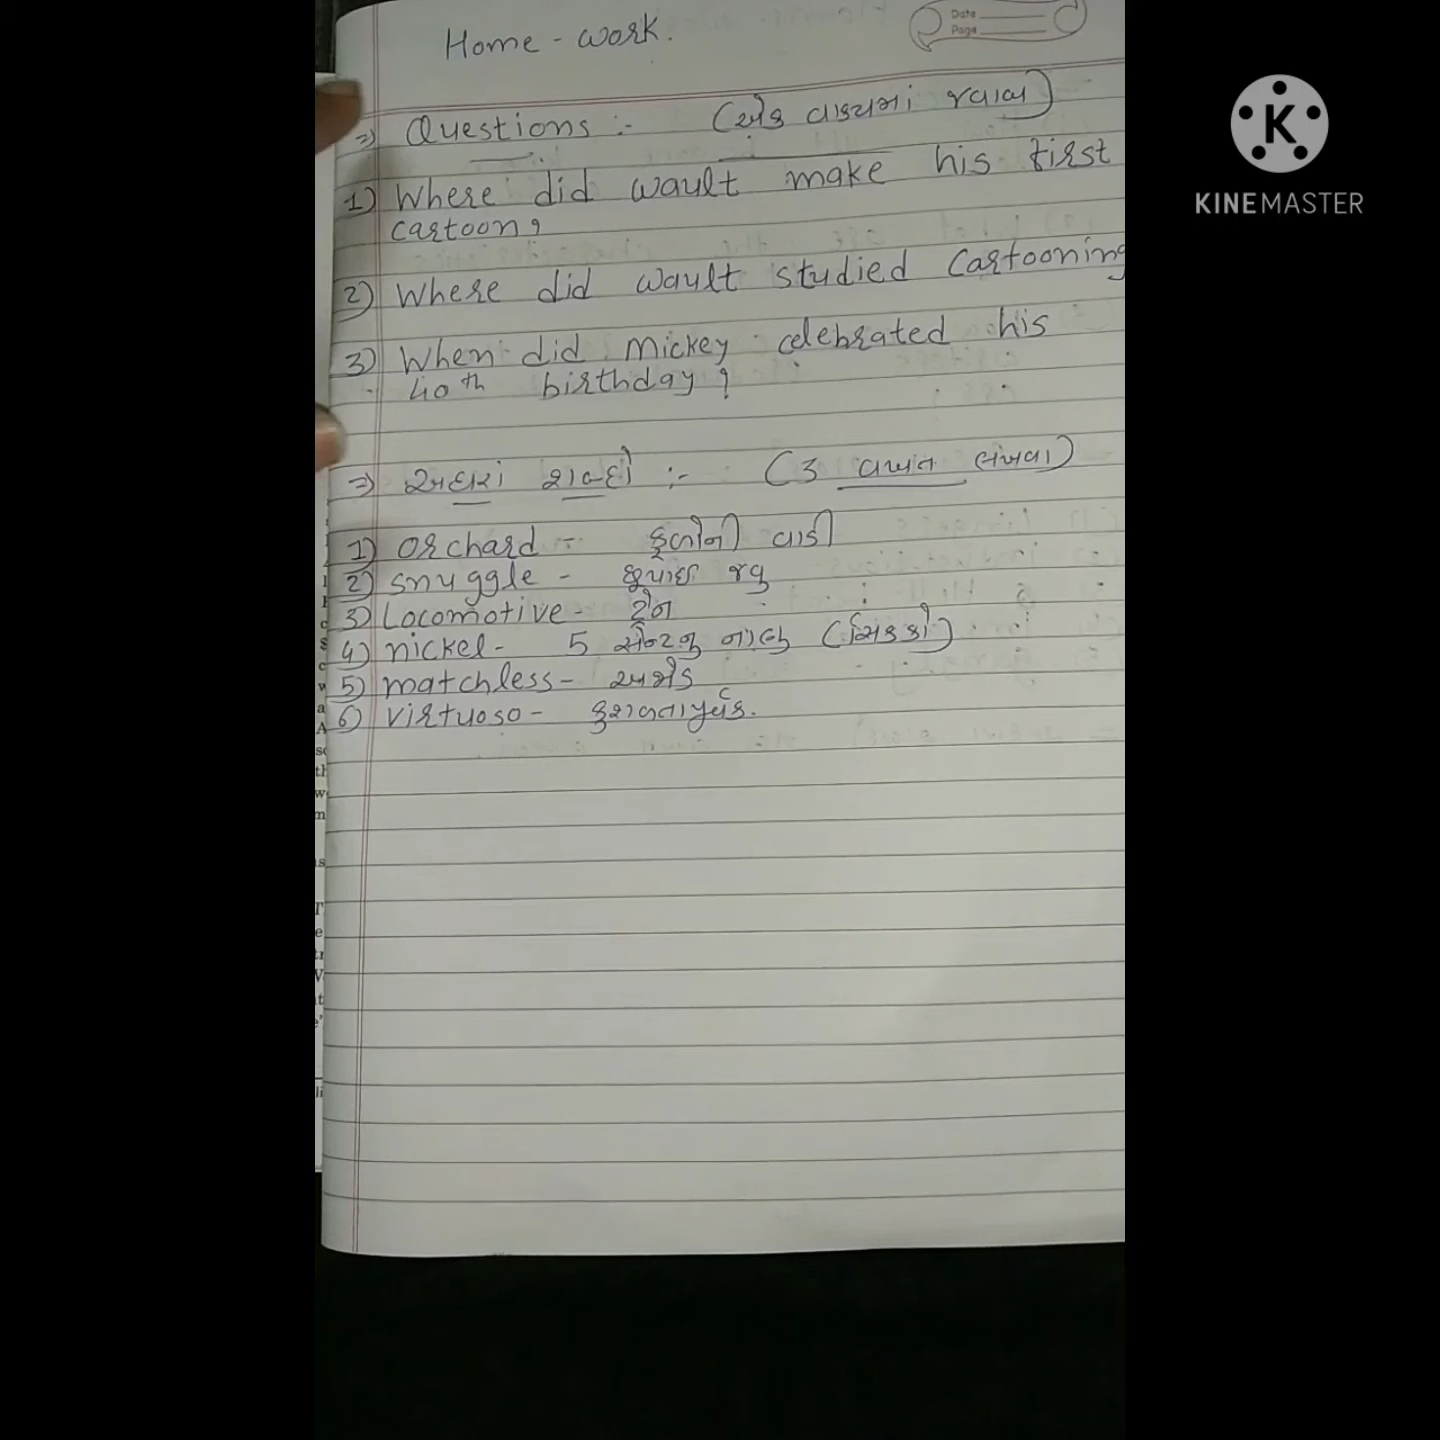 Home - work.
Date
Page
⇒ Questions :- (એક વાક્યમાં જવાબ)
1) Where did wault make his first
cartoon?
2) Where did wault studied Cartooning
3) When did Mickey celebrated his
40th birthday?
⇒ અઘરાં શબ્દો :- (3 વખત લખવા)
1) Orchard - ફૂલોની વાડી
2) snuggle - છૂપાઈ જવુ
3) Locomotive - ટ્રેન
4) nickel - 5 સેન્ટનુ નાણુ (સિક્કો)
5) matchless - અજોડ
6) virtuoso - કુશળતાપૂર્વક.
K
KINEMASTER